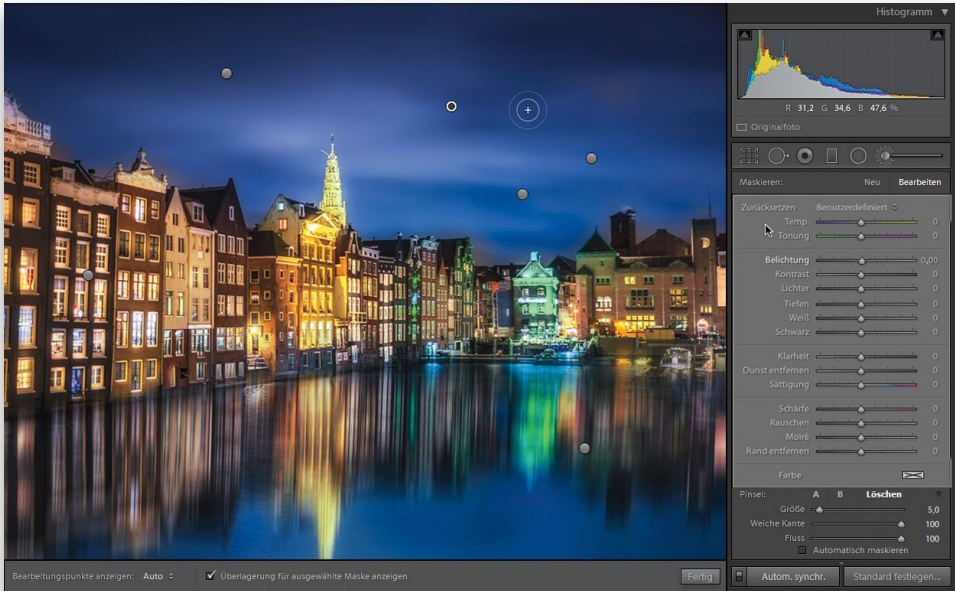 Histogramm
R 31,2 G 34,6 B 47,6 %
Originalfoto
Maskieren: Neu Bearbeiten
Zurücksetzen Benutzerdefiniert
Temp. 0
Tonung 0
Belichtung 0,00
Kontrast 0
Lichter 0
Tiefen 0
Weiß 0
Schwarz 0
Klarheit 0
Dunst entfernen 0
Sättigung 0
Schärfe 0
Rauschen 0
Moiré 0
Rand entfernen 0
Farbe
Pinsel: A B Löschen
Größe 5,0
Weiche Kante 100
Fluss 100
Automatisch maskieren
Bearbeitungspunkte anzeigen: Auto Überlagerung für ausgewählte Maske anzeigen Fertig Autom. synchr. Standard festlegen...